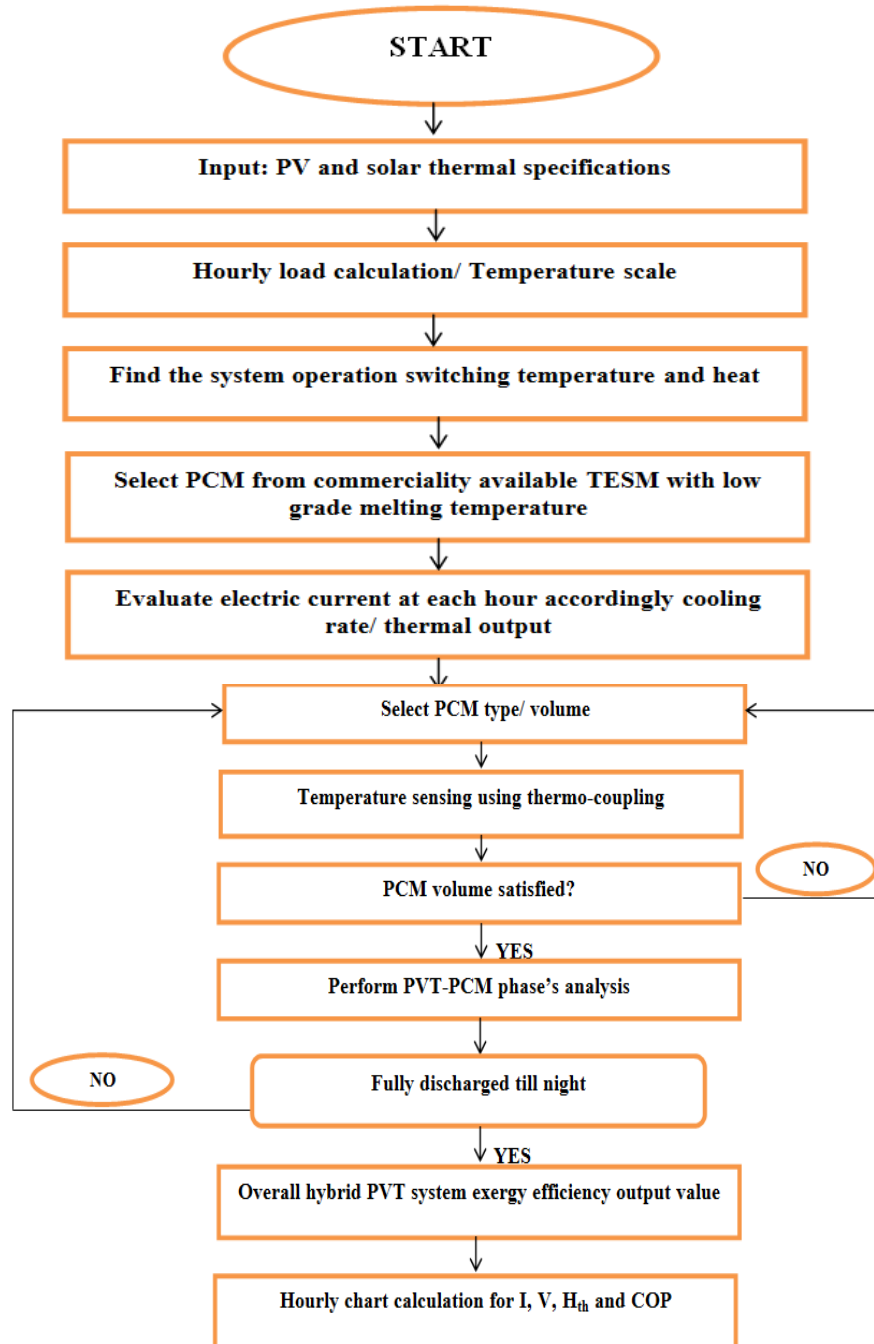 START
Input: PV and solar thermal specifications
Hourly load calculation/ Temperature scale
Find the system operation switching temperature and heat
Select PCM from commerciality available TESM with low
grade melting temperature
Evaluate electric current at each hour accordingly cooling
rate/ thermal output
Select PCM type/ volume
Temperature sensing using thermo-coupling
PCM volume satisfied?
NO
YES
Perform PVT-PCM phase’s analysis
NO
Fully discharged till night
YES
Overall hybrid PVT system exergy efficiency output value
Hourly chart calculation for I, V, Hth and COP